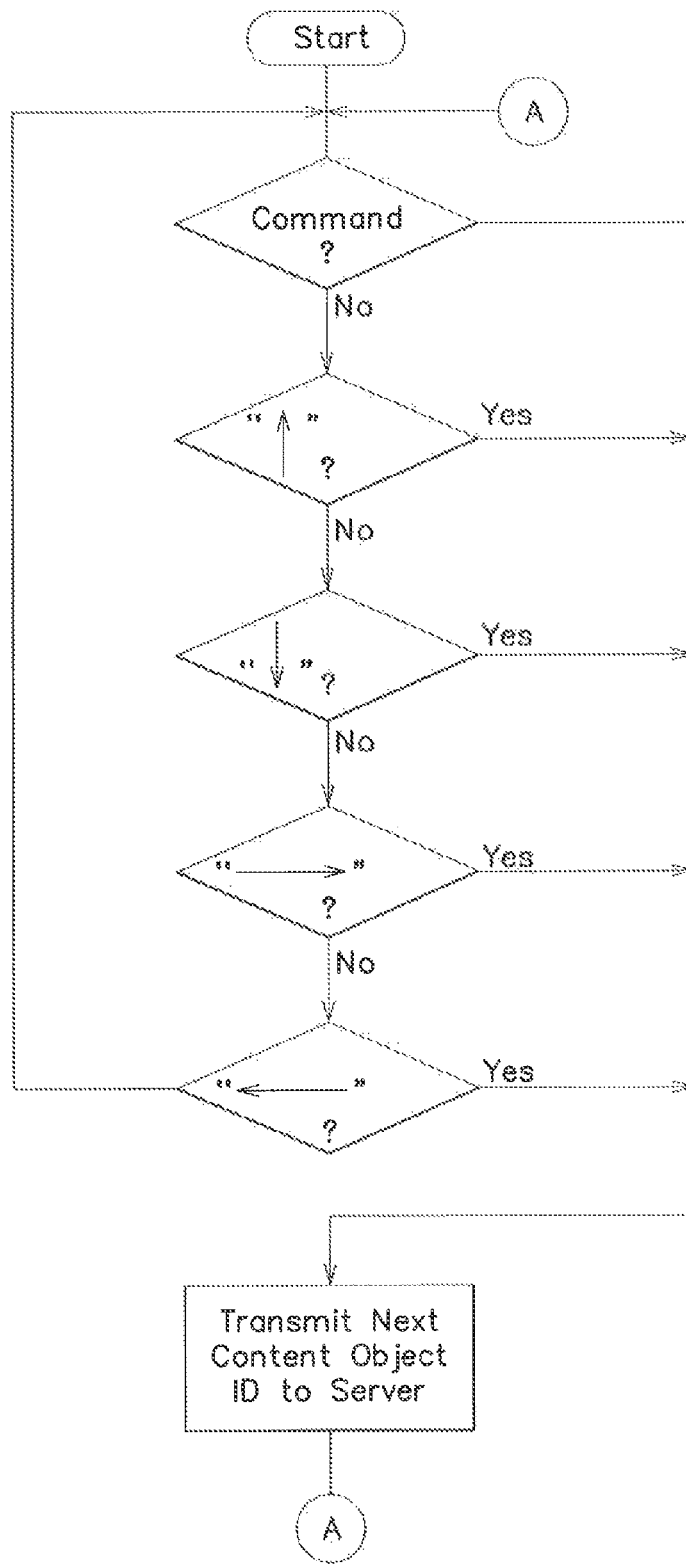 Start
A
Command
?
No
“↑”
?
Yes
No
“↓”
?
Yes
No
“→”
?
Yes
No
“←”
?
Yes
Transmit Next
Content Object
ID to Server
A